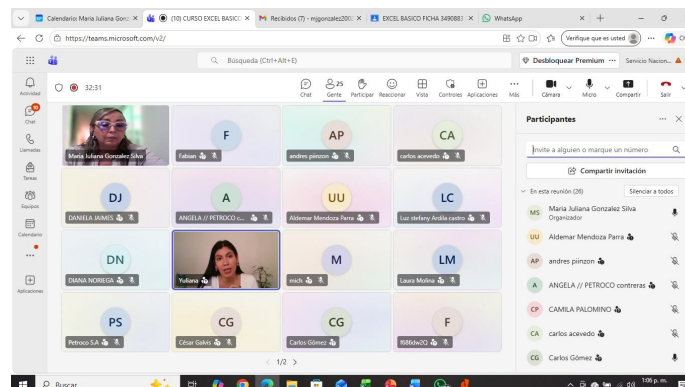 Calendario: Maria Juliana Gonz
(10) CURSO EXCEL BASICO
Recibidos (7) - mjgonzalez2002
EXCEL BASICO FICHA 3490883
WhatsApp
https://teams.microsoft.com/v2/
Verifique que es usted
Búsqueda (Ctrl+Alt+E)
Desbloquear Premium
Servicio Nacion...
Actividad
Chat
Llamadas
Tareas
Equipos
Calendario
Aplicaciones
32:31
Chat
25
Gente
Participar
Reaccionar
Vista
Controles
Aplicaciones
Más
Cámara
Micro
Compartir
Salir
Maria Juliana Gonzalez Silva
F
Fabian
AP
andres piinzon
CA
carlos acevedo
DJ
DANIELA JAIMES
A
ANGELA // PETROCO c...
UU
Aldemar Mendoza Parra
LC
Luz stefany Ardila castro
DN
DIANA NORIEGA
Yuliana
M
mich
LM
Laura Molina
PS
Petroco S.A
CG
César Galvis
CG
Carlos Gómez
F
f686dw2Q
1/2
Participantes
Invite a alguien o marque un número
Compartir invitación
En esta reunión (26)
Silenciar a todos
MS
Maria Juliana Gonzalez Silva
Organizador
UU
Aldemar Mendoza Parra
AP
andres piinzon
A
ANGELA // PETROCO contreras
CP
CAMILA PALOMINO
CA
carlos acevedo
CG
Carlos Gómez
Buscar
1:06 p. m.